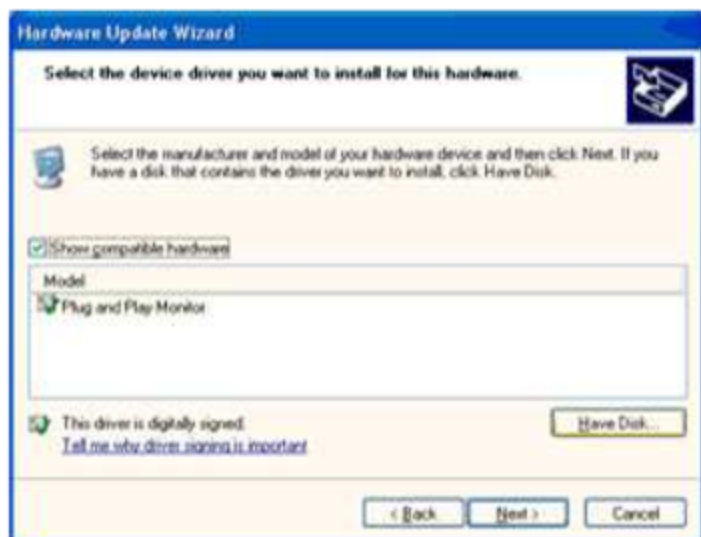 Hardware Update Wizard
Select the device driver you want to install for this hardware.
Select the manufacturer and model of your hardware device and then click Next. If you
have a disk that contains the driver you want to install, click Have Disk.
Show compatible hardware
Model
Plug and Play Monitor
This driver is digitally signed.
Have Disk...
Tell me why driver signing is important
< Back
Next >
Cancel